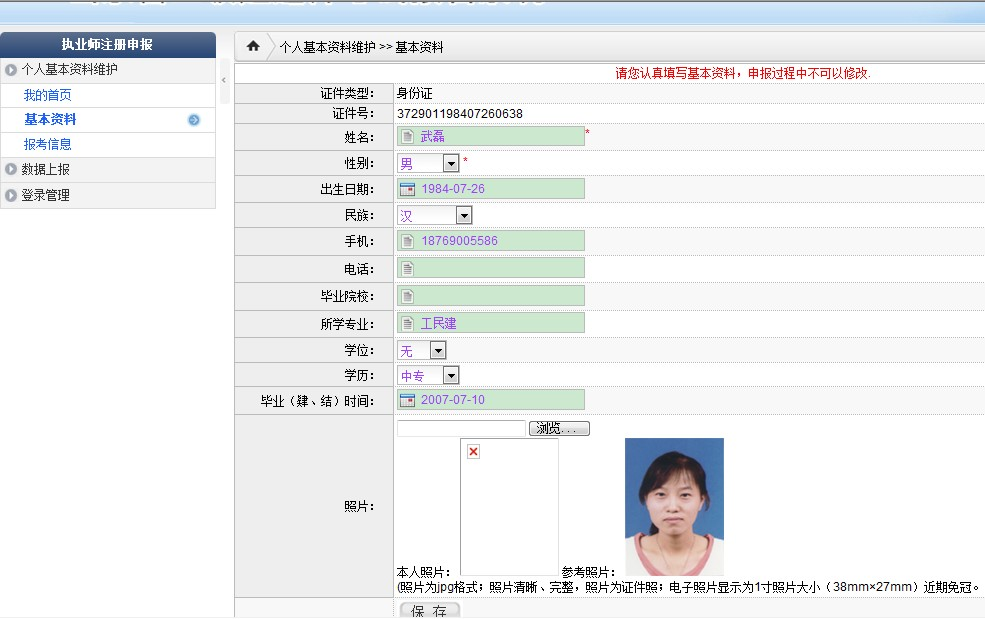 执业师注册申报
个人基本资料维护
我的首页
基本资料
报考信息
数据上报
登录管理
个人基本资料维护 >> 基本资料
请您认真填写基本资料，申报过程中不可以修改.
证件类型： 身份证
证件号： 372901198407260638
姓名： 武磊 *
性别： 男 *
出生日期： 1984-07-26
民族： 汉
手机： 18769005586
电话：
毕业院校：
所学专业： 工民建
学位： 无
学历： 中专
毕业（肄、结）时间： 2007-07-10
浏览...
照片：
本人照片： 参考照片：
(照片为jpg格式；照片清晰、完整，照片为证件照；电子照片显示为1寸照片大小（38mm×27mm）近期免冠。
保 存